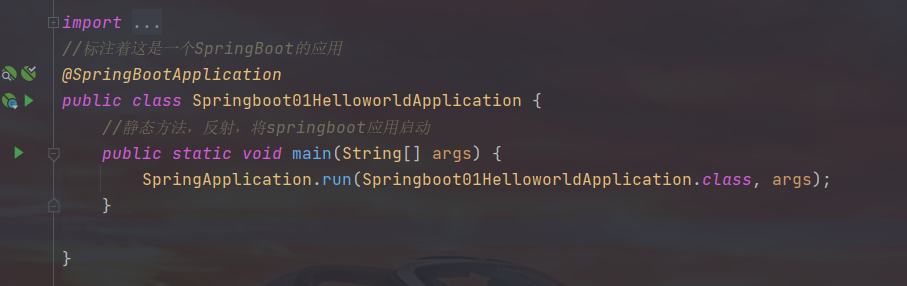 import ...
//标注着这是一个SpringBoot的应用
@SpringBootApplication
public class Springboot01HelloworldApplication {
//静态方法，反射，将springboot应用启动
public static void main(String[] args) {
SpringApplication.run(Springboot01HelloworldApplication.class, args);
}
}